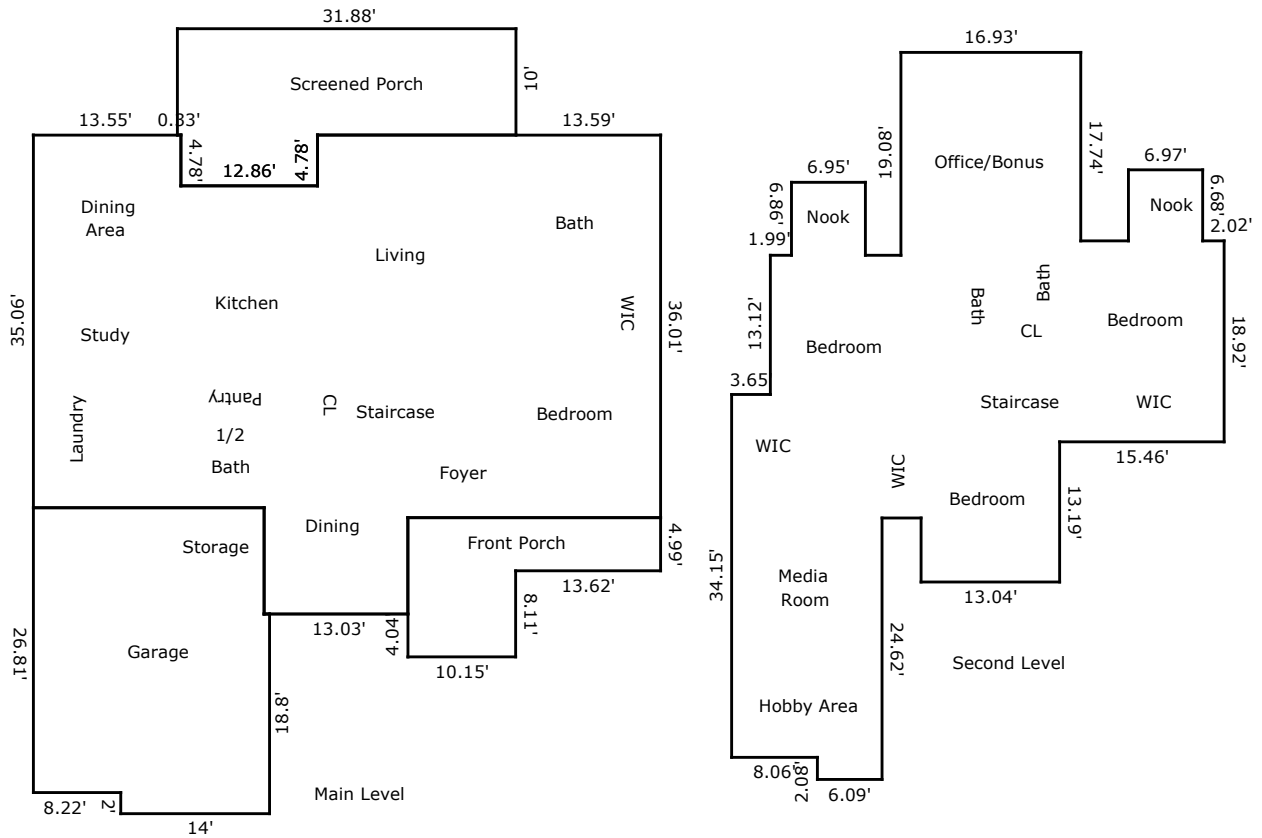 31.88'
Screened Porch
10'
13.55'
0.33'
4.78'
12.86'
4.78'
13.59'
Dining
Area
Bath
Living
Kitchen
WIC
35.06'
36.01'
Study
Laundry
Pantry
CL
Staircase
Bedroom
1/2
Bath
Foyer
Dining
Storage
Front Porch
4.99'
13.62'
8.11'
13.03'
4.04'
10.15'
26.81'
Garage
18.8'
Main Level
8.22'
2'
14'
16.93'
19.08'
17.74'
Office/Bonus
6.95'
6.86'
Nook
1.99'
6.97'
6.68'
Nook
2.02'
Bath
Bath
CL
13.12'
Bedroom
Bedroom
18.92'
3.65
Staircase
WIC
WIC
WIC
15.46'
Bedroom
13.19'
13.04'
34.15'
Media
Room
24.62'
Second Level
Hobby Area
8.06'
2.08'
6.09'